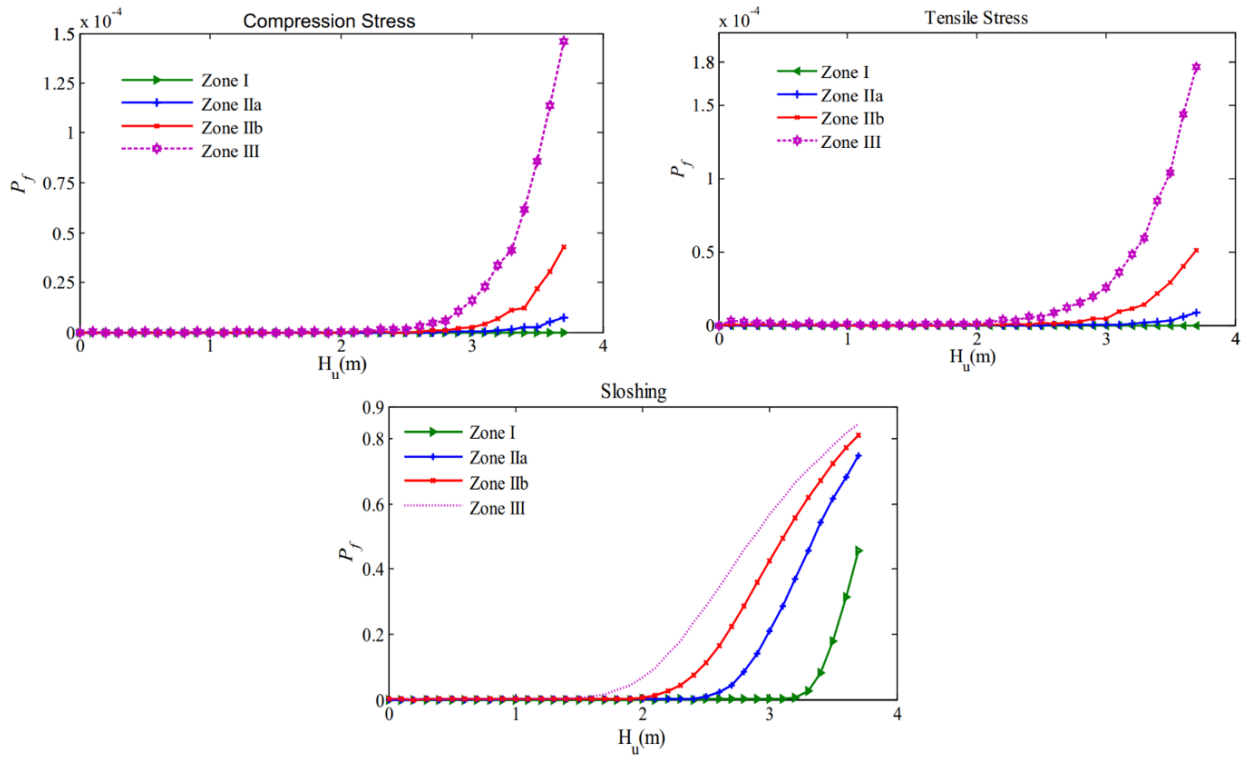 Compression Stress
x 10⁻⁴
1.5
1.25
1
0.75
0.5
0.25
0
P_f
Zone I
Zone IIa
Zone IIb
Zone III
0 1 2 3 4
H_u(m)
Tensile Stress
x 10⁻⁴
1.8
1.5
1
0.5
0
P_f
Zone I
Zone IIa
Zone IIb
Zone III
0 1 2 3 4
H_u(m)
Sloshing
0.9
0.8
0.6
0.4
0.2
0
P_f
Zone I
Zone IIa
Zone IIb
Zone III
0 1 2 3 4
H_u(m)